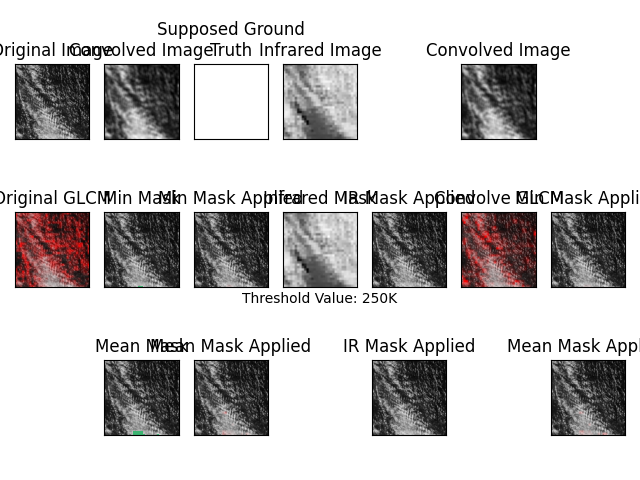 Supposed Ground
Original Image Convolved Image Truth Infrared Image Convolved Image
Original GLCM Min Mask Min Mask Applied Infrared Mask IR Mask Applied Convolve GLCM Min Mask Appli
Threshold Value: 250K
Mean Mask Mean Mask Applied IR Mask Applied Mean Mask Appl